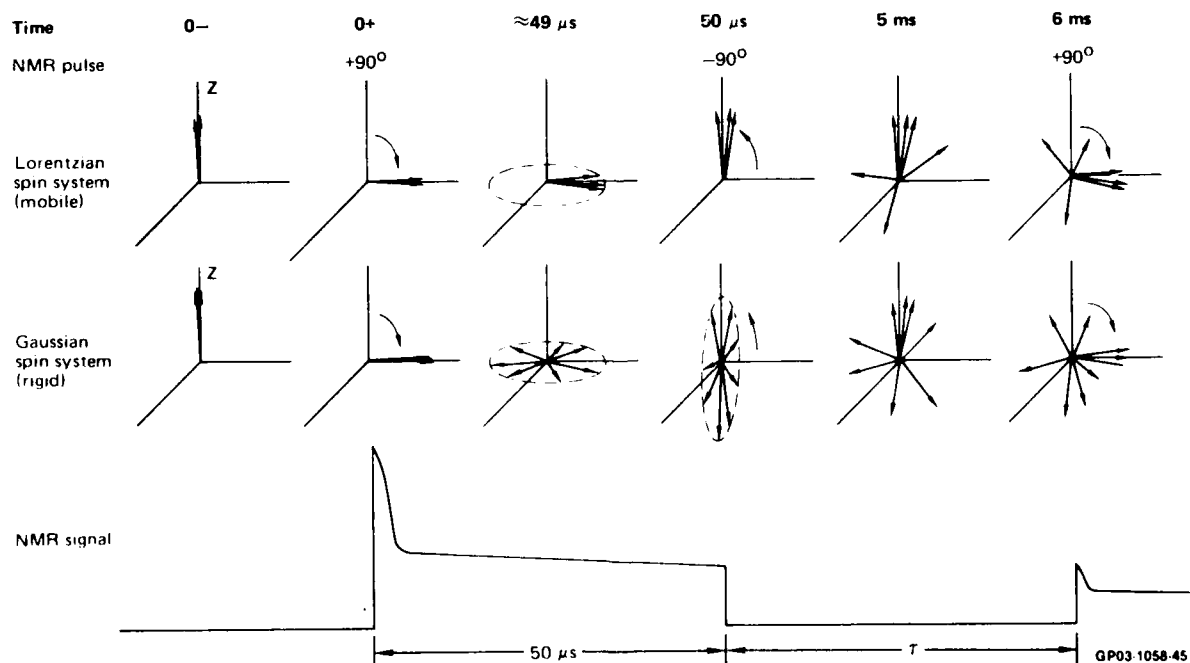 Time 0− 0+ ≈49 μs 50 μs 5 ms 6 ms
NMR pulse +90° −90° +90°
Z
Lorentzian
spin system
(mobile)
Z
Gaussian
spin system
(rigid)
NMR signal
50 μs τ
GP03-1058-45